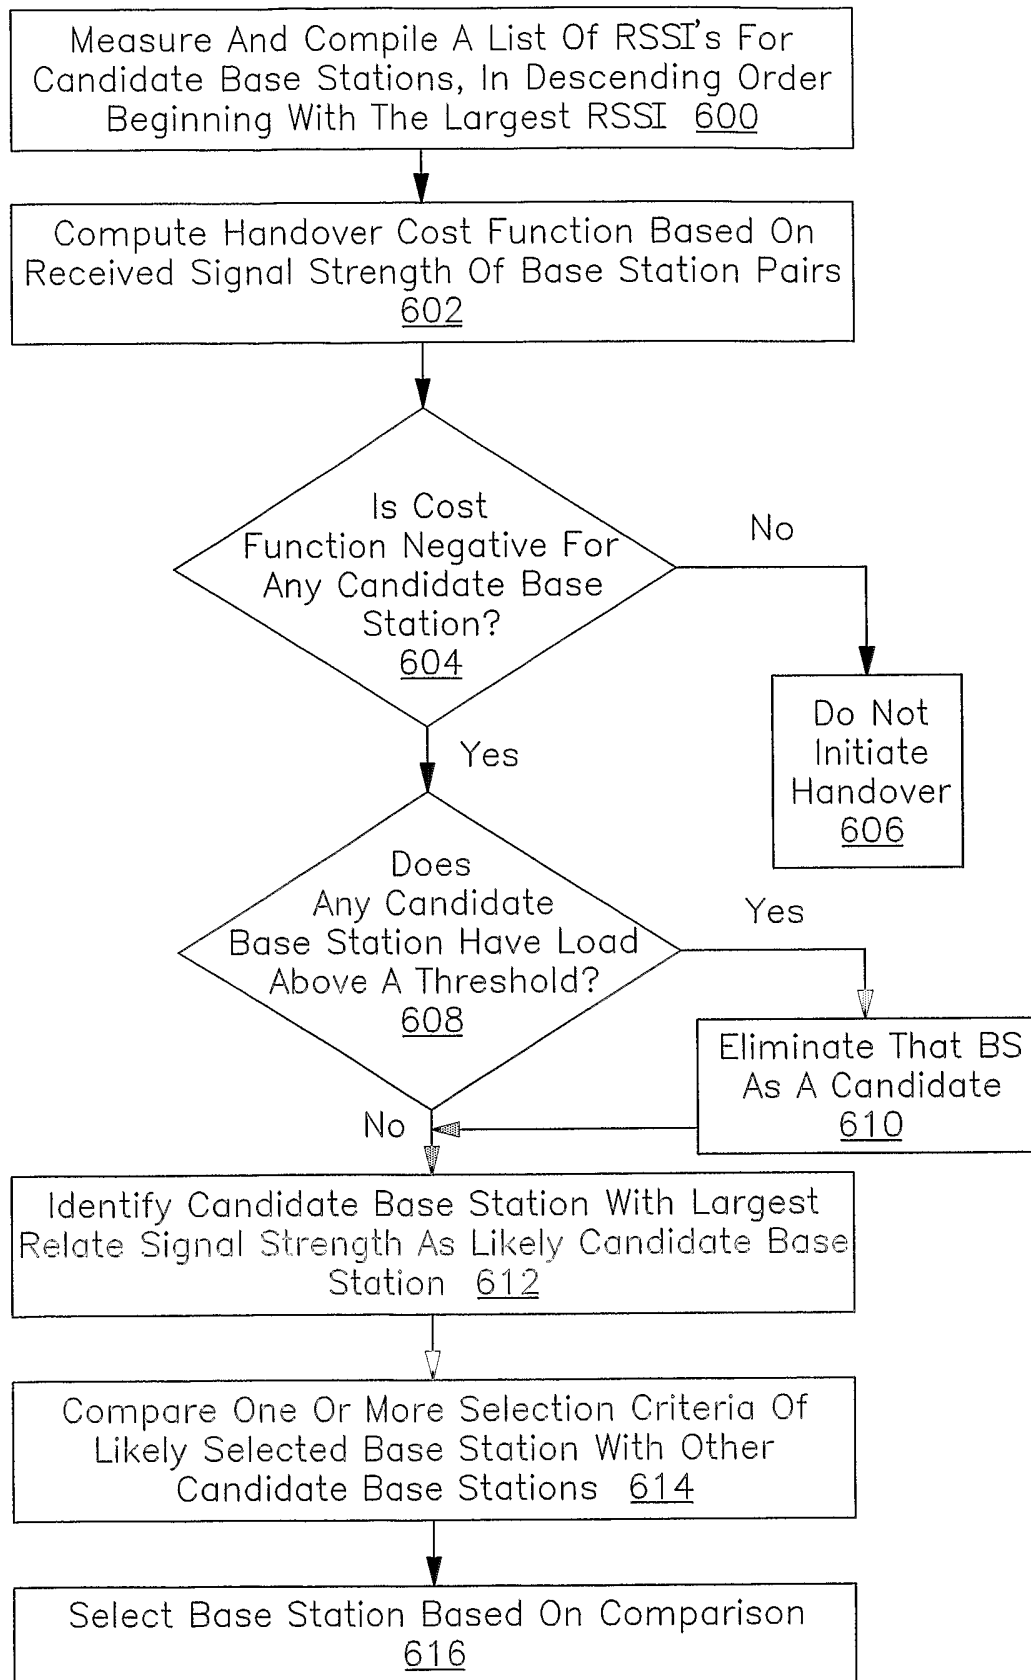 Measure And Compile A List Of RSSI's For
Candidate Base Stations, In Descending Order
Beginning With The Largest RSSI 600
Compute Handover Cost Function Based On
Received Signal Strength Of Base Station Pairs
602
Is Cost
Function Negative For
Any Candidate Base
Station?
604
No
Do Not
Initiate
Handover
606
Yes
Does
Any Candidate
Base Station Have Load
Above A Threshold?
608
Yes
Eliminate That BS
As A Candidate
610
No
Identify Candidate Base Station With Largest
Relate Signal Strength As Likely Candidate Base
Station 612
Compare One Or More Selection Criteria Of
Likely Selected Base Station With Other
Candidate Base Stations 614
Select Base Station Based On Comparison
616